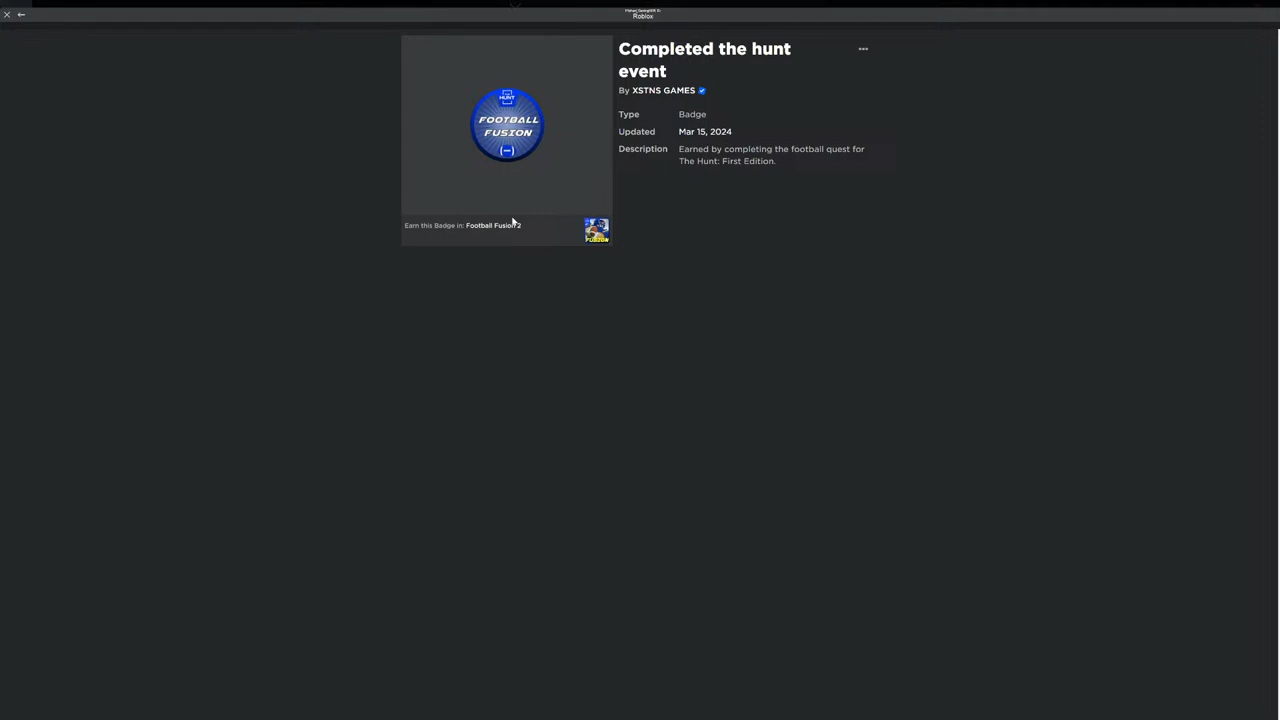 Roblox
Completed the hunt
event
By XSTNS GAMES
Type Badge
Updated Mar 15, 2024
Description Earned by completing the football quest for
The Hunt: First Edition.
HUNT
FOOTBALL
FUSION
Earn this Badge in: Football Fusion 2
FUSION